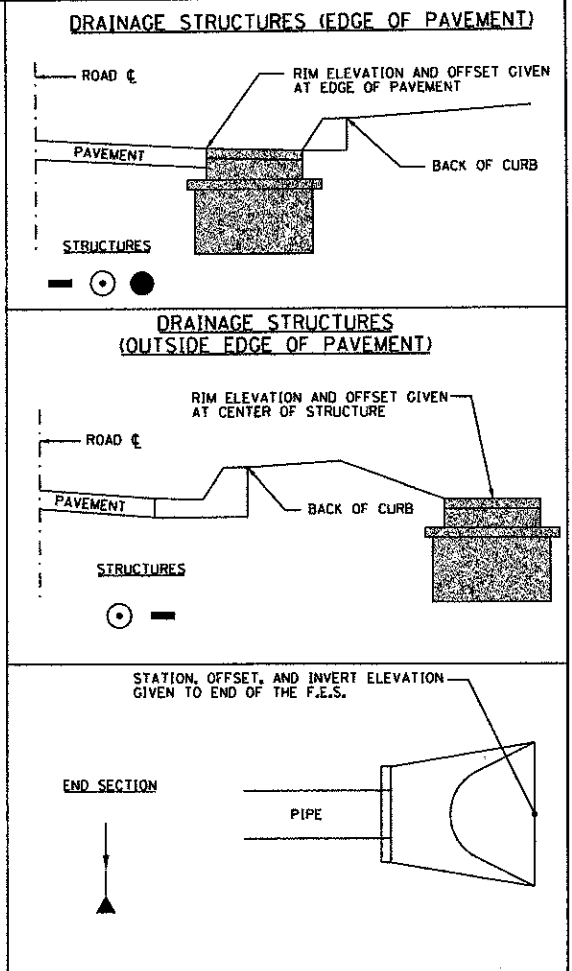 DRAINAGE STRUCTURES (EDGE OF PAVEMENT)
ROAD ℄
RIM ELEVATION AND OFFSET GIVEN
AT EDGE OF PAVEMENT
PAVEMENT
BACK OF CURB
STRUCTURES
DRAINAGE STRUCTURES
(OUTSIDE EDGE OF PAVEMENT)
RIM ELEVATION AND OFFSET GIVEN
AT CENTER OF STRUCTURE
ROAD ℄
PAVEMENT
BACK OF CURB
STRUCTURES
STATION, OFFSET, AND INVERT ELEVATION
GIVEN TO END OF THE F.E.S.
END SECTION
PIPE